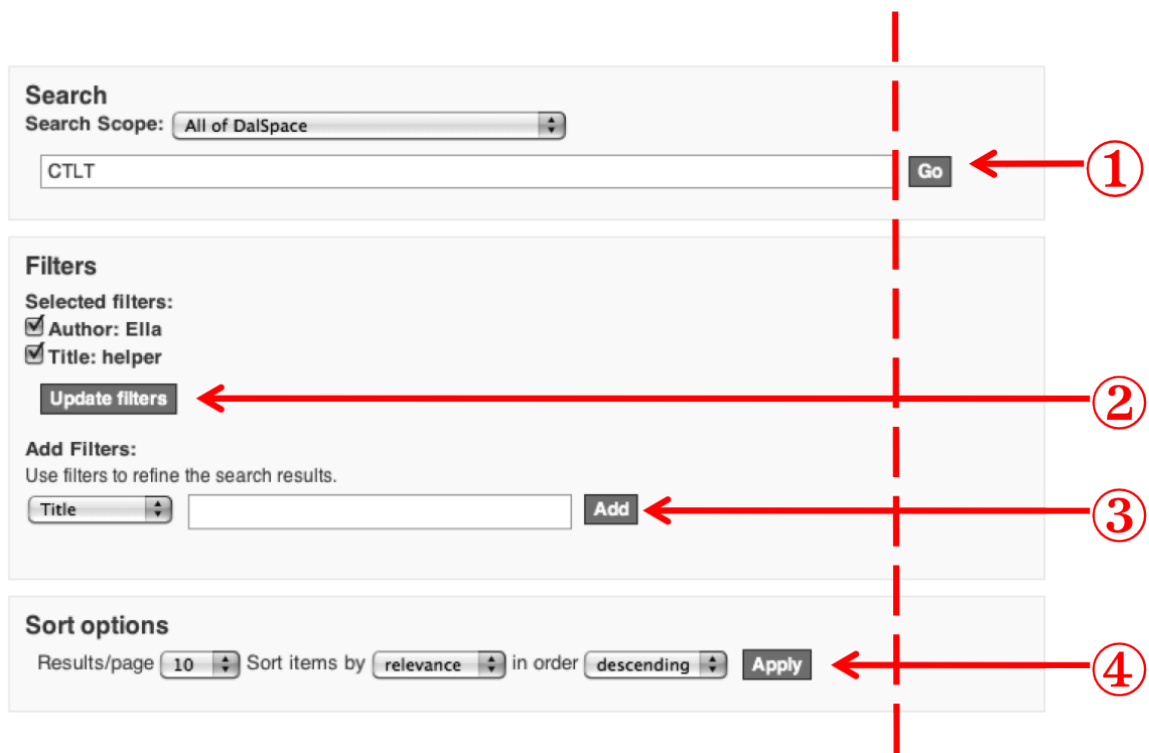 Search
Search Scope: All of DalSpace
CTLT Go ①
Filters
Selected filters:
Author: Ella
Title: helper
Update filters ②
Add Filters:
Use filters to refine the search results.
Title Add ③
Sort options
Results/page 10 Sort items by relevance in order descending Apply ④